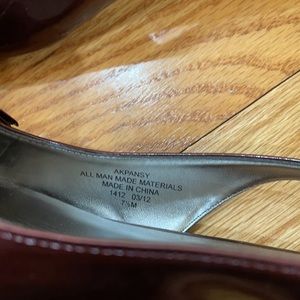 AKPANSY
ALL MAN MADE MATERIALS
MADE IN CHINA
1412 03/12
7½M